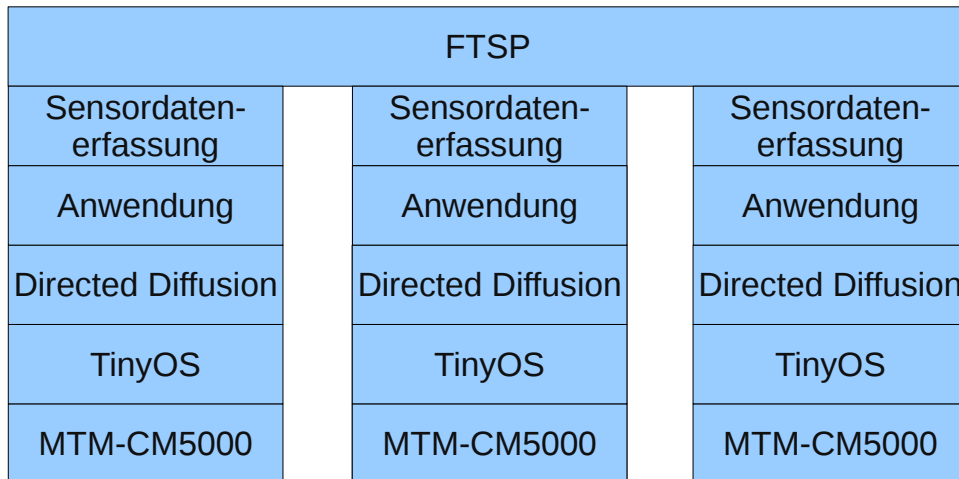 FTSP
Sensordaten-
erfassung
Sensordaten-
erfassung
Sensordaten-
erfassung
Anwendung
Anwendung
Anwendung
Directed Diffusion
Directed Diffusion
Directed Diffusion
TinyOS
TinyOS
TinyOS
MTM-CM5000
MTM-CM5000
MTM-CM5000